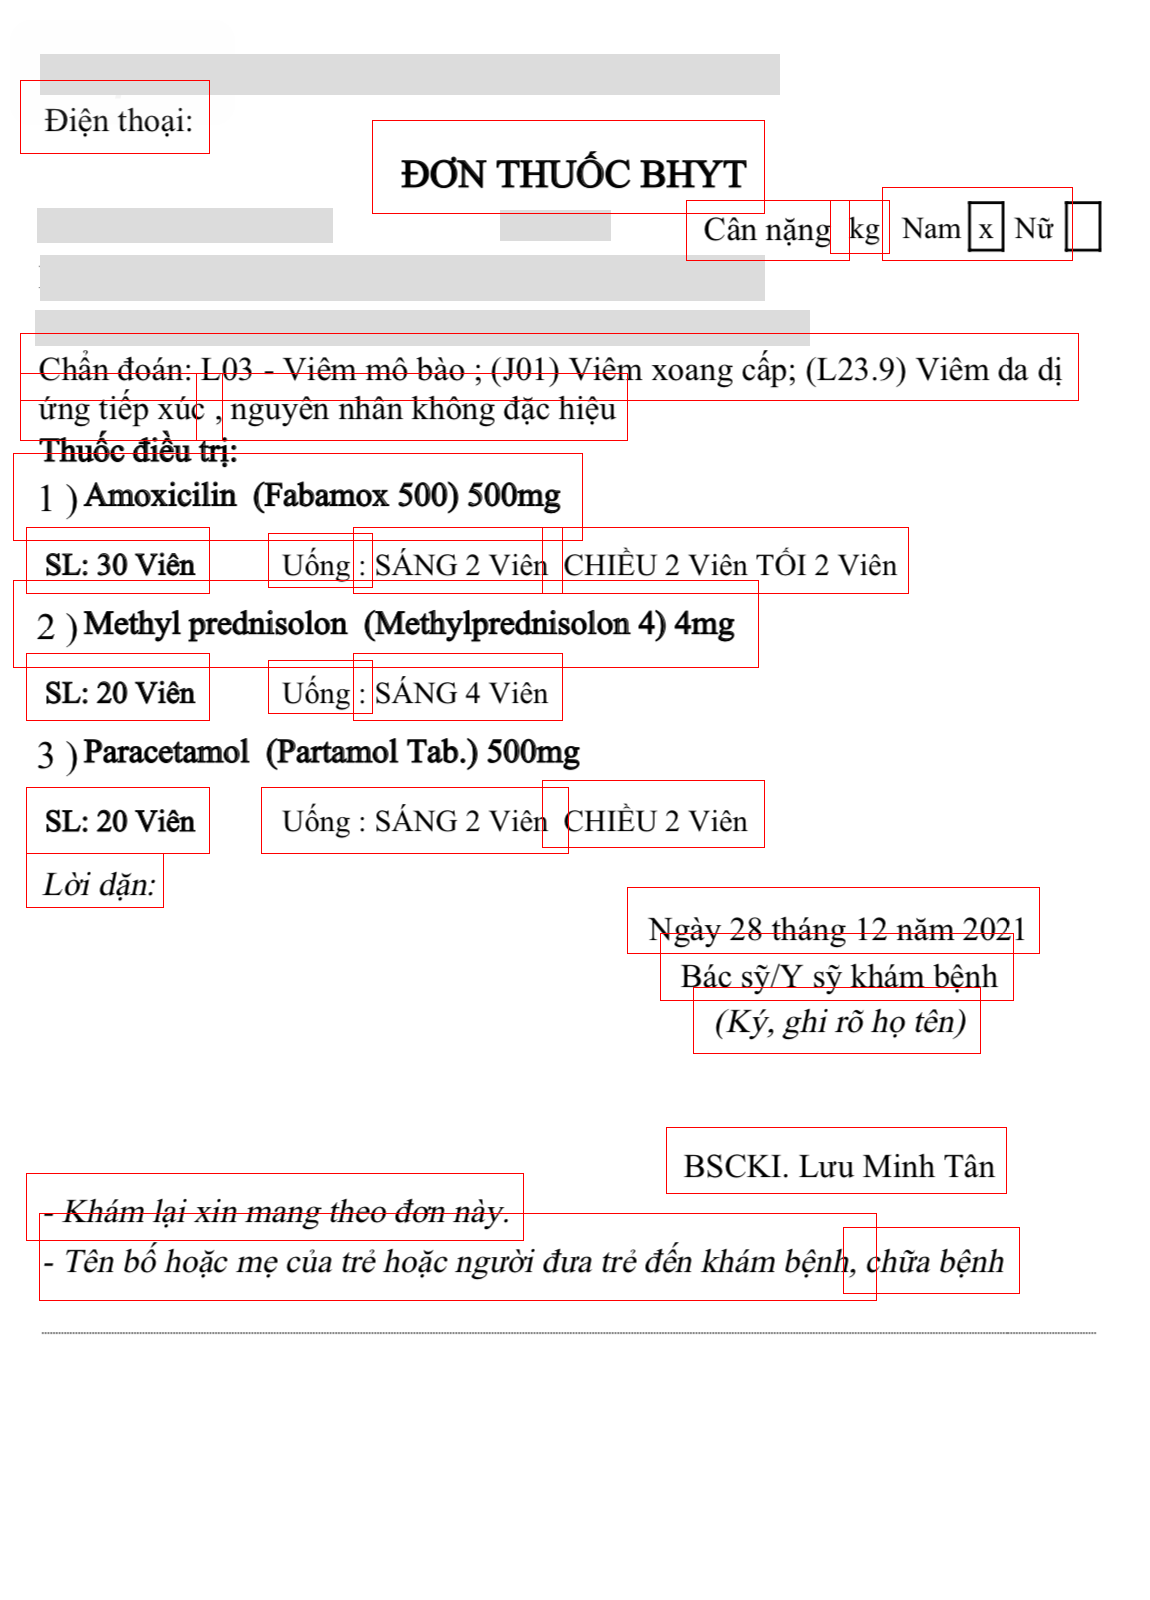 Điện thoại:
ĐƠN THUỐC BHYT
Cân nặng kg Nam x Nữ
Chẩn đoán: L03 - Viêm mô bào ; (J01) Viêm xoang cấp; (L23.9) Viêm da dị
ứng tiếp xúc , nguyên nhân không đặc hiệu
Thuốc điều trị:
1 ) Amoxicilin (Fabamox 500) 500mg
SL: 30 Viên Uống : SÁNG 2 Viên CHIỀU 2 Viên TỐI 2 Viên
2 ) Methyl prednisolon (Methylprednisolon 4) 4mg
SL: 20 Viên Uống : SÁNG 4 Viên
3 ) Paracetamol (Partamol Tab.) 500mg
SL: 20 Viên Uống : SÁNG 2 Viên CHIỀU 2 Viên
Lời dặn:
Ngày 28 tháng 12 năm 2021
Bác sỹ/Y sỹ khám bệnh
(Ký, ghi rõ họ tên)
BSCKI. Lưu Minh Tân
- Khám lại xin mang theo đơn này.
- Tên bố hoặc mẹ của trẻ hoặc người đưa trẻ đến khám bệnh, chữa bệnh